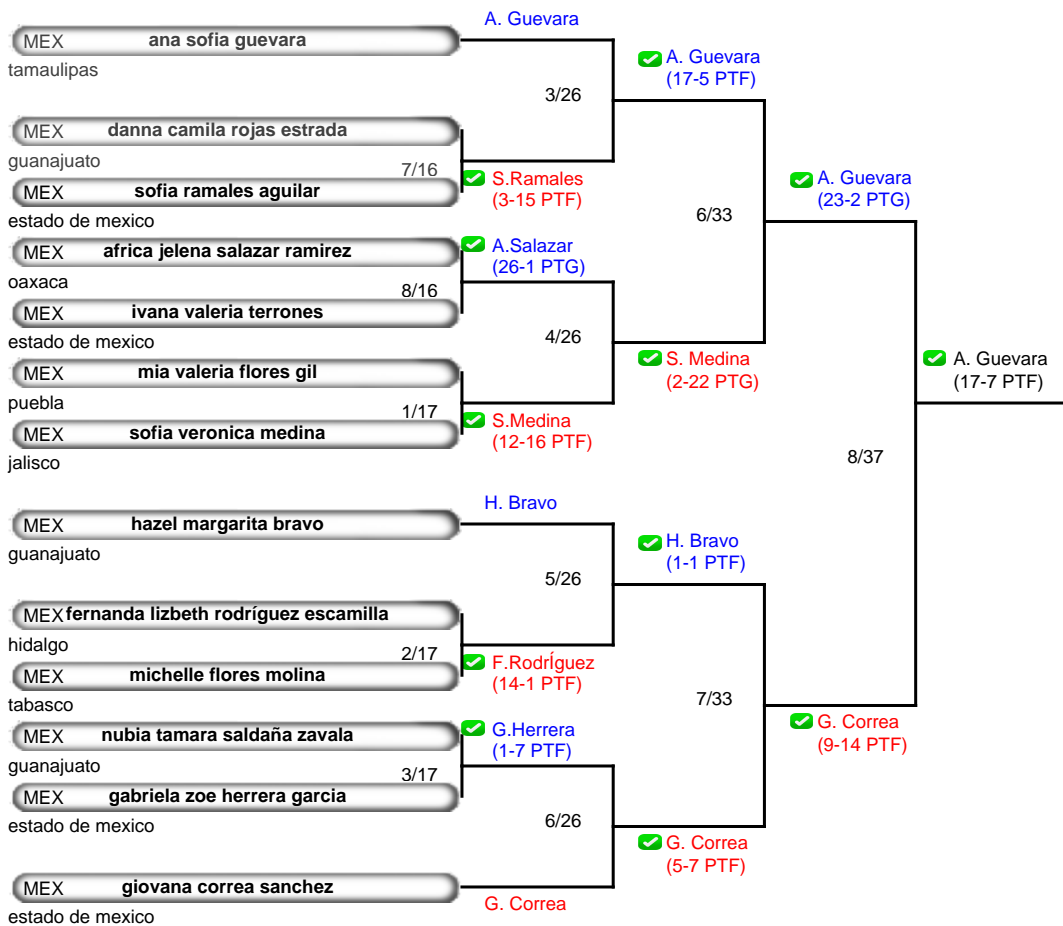 A. Guevara
MEX ana sofia guevara
tamaulipas
A. Guevara
(17-5 PTF)
3/26
MEX danna camila rojas estrada
guanajuato
7/16
MEX sofia ramales aguilar
estado de mexico
S.Ramales
(3-15 PTF)
A. Guevara
(23-2 PTG)
6/33
MEX africa jelena salazar ramirez
oaxaca
A.Salazar
(26-1 PTG)
8/16
MEX ivana valeria terrones
estado de mexico
4/26
MEX mia valeria flores gil
puebla
S. Medina
(2-22 PTG)
A. Guevara
(17-7 PTF)
1/17
MEX sofia veronica medina
jalisco
S.Medina
(12-16 PTF)
8/37
H. Bravo
MEX hazel margarita bravo
guanajuato
H. Bravo
(1-1 PTF)
5/26
MEX fernanda lizbeth rodríguez escamilla
hidalgo
2/17
MEX michelle flores molina
tabasco
F.RodrÍguez
(14-1 PTF)
7/33
MEX nubia tamara saldaña zavala
guanajuato
G.Herrera
(1-7 PTF)
G. Correa
(9-14 PTF)
3/17
MEX gabriela zoe herrera garcia
estado de mexico
6/26
G. Correa
(5-7 PTF)
MEX giovana correa sanchez
estado de mexico
G. Correa